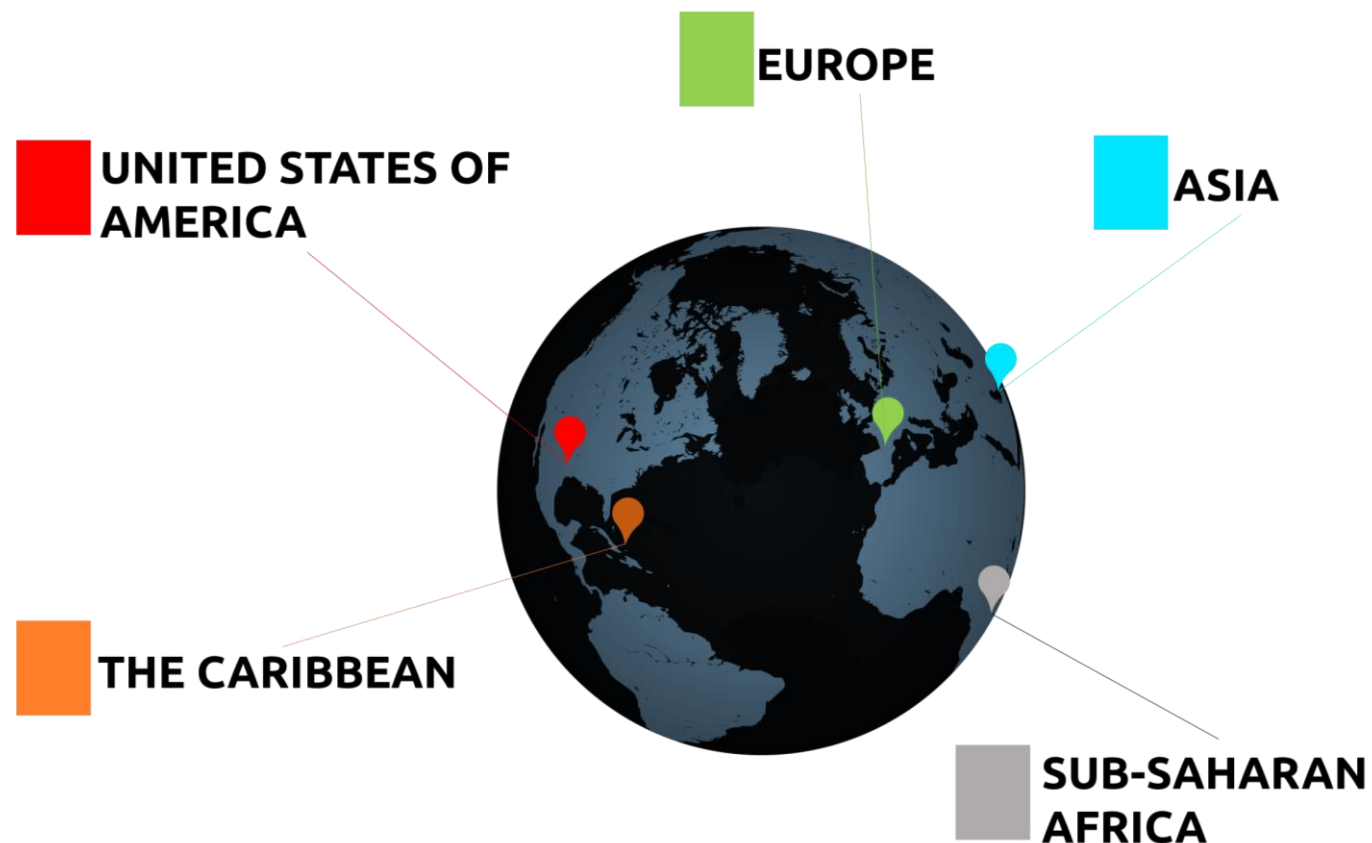 EUROPE
UNITED STATES OF
AMERICA
ASIA
THE CARIBBEAN
SUB-SAHARAN
AFRICA